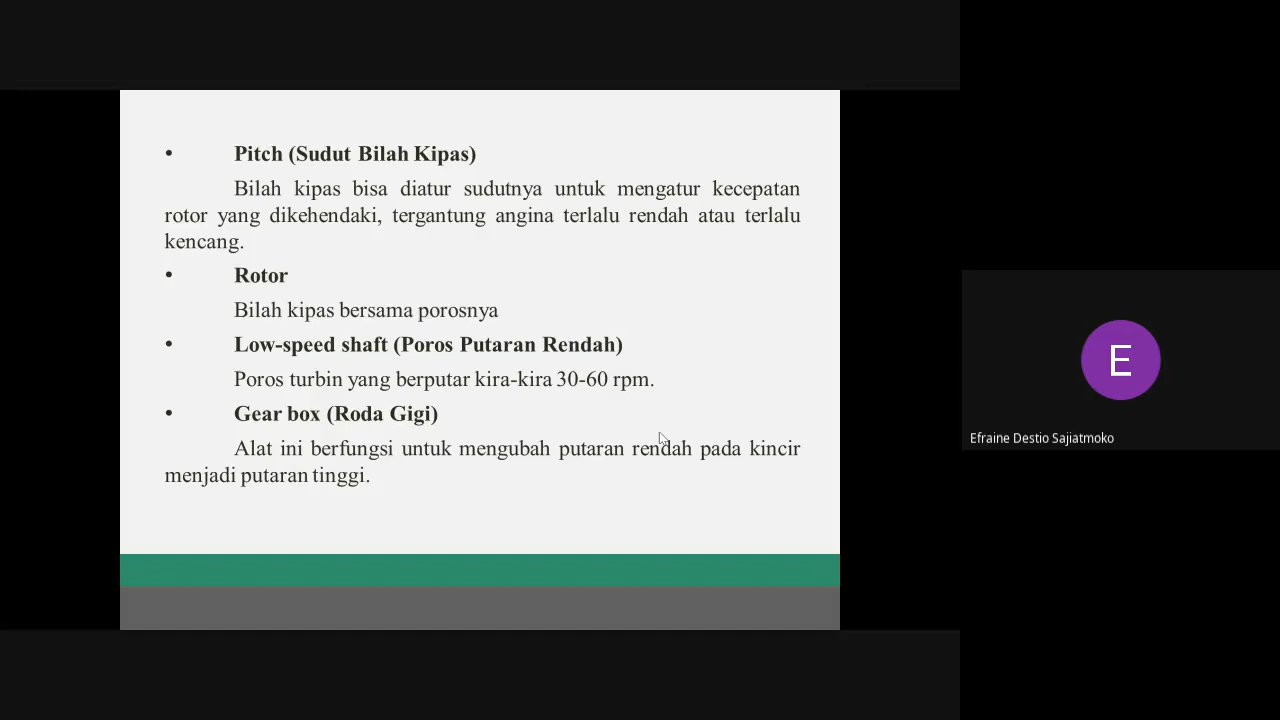 • Pitch (Sudut Bilah Kipas)
Bilah kipas bisa diatur sudutnya untuk mengatur kecepatan
rotor yang dikehendaki, tergantung angina terlalu rendah atau terlalu
kencang.
• Rotor
Bilah kipas bersama porosnya
• Low-speed shaft (Poros Putaran Rendah)
Poros turbin yang berputar kira-kira 30-60 rpm.
• Gear box (Roda Gigi)
Alat ini berfungsi untuk mengubah putaran rendah pada kincir
menjadi putaran tinggi.
E
Efraine Destio Sajiatmoko